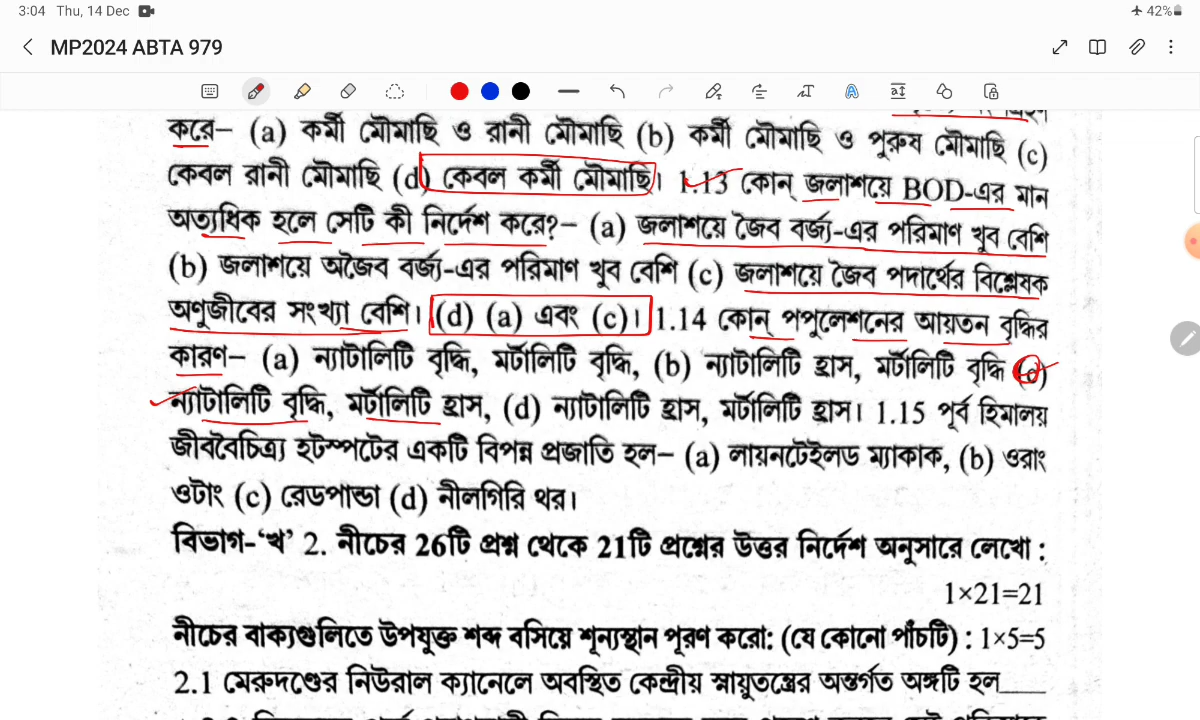 3:04 Thu, 14 Dec
42%
MP2024 ABTA 979
করে– (a) কর্মী মৌমাছি ও রানী মৌমাছি (b) কর্মী মৌমাছি ও পুরুষ মৌমাছি (c)
কেবল রানী মৌমাছি (d) কেবল কর্মী মৌমাছি। 1.13 কোন্ জলাশয়ে BOD-এর মান
অত্যধিক হলে সেটি কী নির্দেশ করে?– (a) জলাশয়ে জৈব বর্জ্য-এর পরিমাণ খুব বেশি
(b) জলাশয়ে অজৈব বর্জ্য-এর পরিমাণ খুব বেশি (c) জলাশয়ে জৈব পদার্থের বিশ্লেষক
অণুজীবের সংখ্যা বেশি। (d) (a) এবং (c)। 1.14 কোন্ পপুলেশনের আয়তন বৃদ্ধির
কারণ– (a) ন্যাটালিটি বৃদ্ধি, মর্টালিটি বৃদ্ধি, (b) ন্যাটালিটি হ্রাস, মর্টালিটি বৃদ্ধি (c)
ন্যাটালিটি বৃদ্ধি, মর্টালিটি হ্রাস, (d) ন্যাটালিটি হ্রাস, মর্টালিটি হ্রাস। 1.15 পূর্ব হিমালয়
জীববৈচিত্র্য হটস্পটের একটি বিপন্ন প্রজাতি হল– (a) লায়নটেইলড ম্যাকাক, (b) ওরাং
ওটাং (c) রেডপান্ডা (d) নীলগিরি থর।
বিভাগ-‘খ’ 2. নীচের 26টি প্রশ্ন থেকে 21টি প্রশ্নের উত্তর নির্দেশ অনুসারে লেখো :
1×21=21
নীচের বাক্যগুলিতে উপযুক্ত শব্দ বসিয়ে শূন্যস্থান পূরণ করো: (যে কোনো পাঁচটি) : 1×5=5
2.1 মেরুদণ্ডের নিউরাল ক্যানেলে অবস্থিত কেন্দ্রীয় স্নায়ুতন্ত্রের অন্তর্গত অঙ্গটি হল____